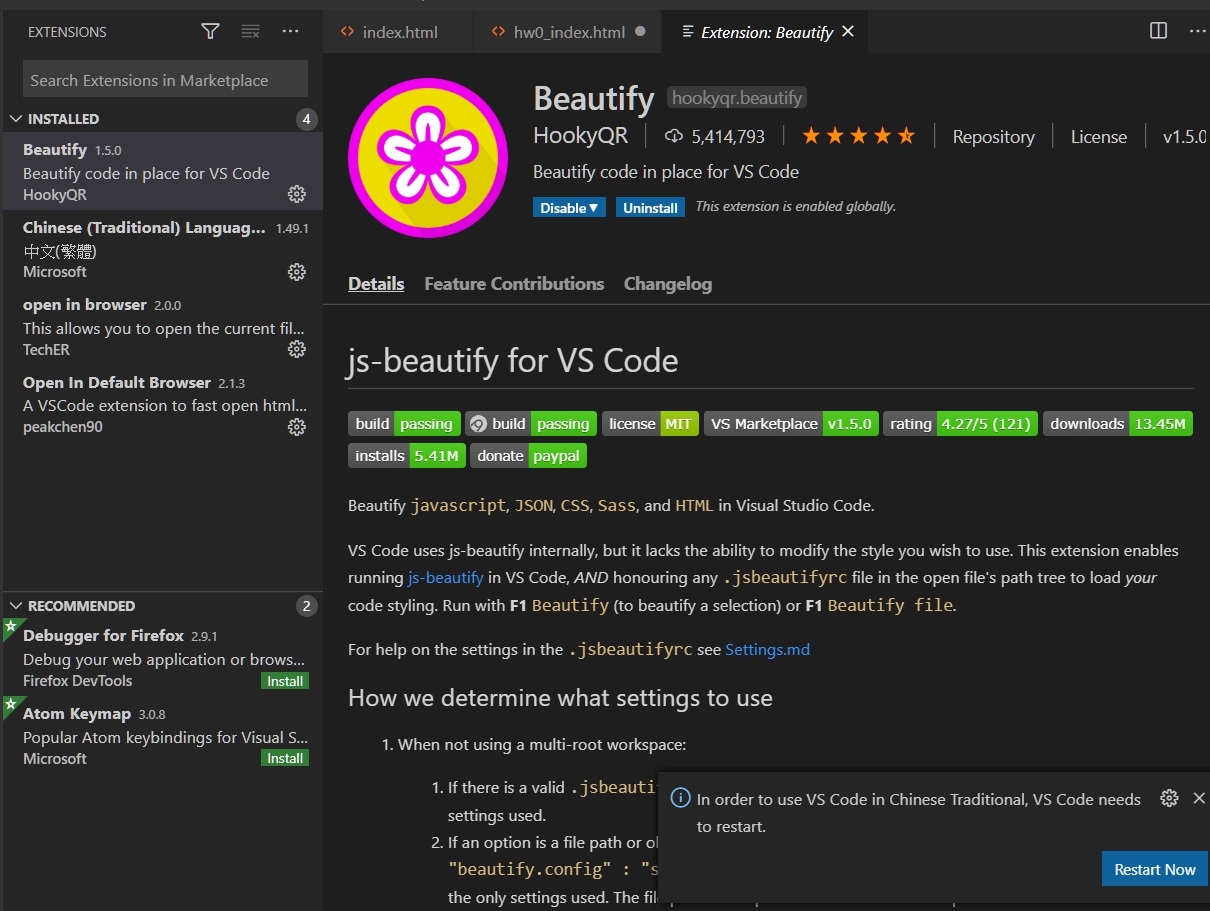 EXTENSIONS
index.html
hw0_index.html
Extension: Beautify
Search Extensions in Marketplace
INSTALLED 4
Beautify 1.5.0
Beautify code in place for VS Code
HookyQR
Chinese (Traditional) Languag... 1.49.1
中文(繁體)
Microsoft
open in browser 2.0.0
This allows you to open the current fil...
TechER
Open In Default Browser 2.1.3
A VSCode extension to fast open html...
peakchen90
RECOMMENDED 2
Debugger for Firefox 2.9.1
Debug your web application or brows...
Firefox DevTools Install
Atom Keymap 3.0.8
Popular Atom keybindings for Visual S...
Microsoft Install
Beautify hookyqr.beautify
HookyQR 5,414,793 Repository License v1.5.0
Beautify code in place for VS Code
Disable Uninstall This extension is enabled globally.
Details Feature Contributions Changelog
js-beautify for VS Code
build passing build passing license MIT VS Marketplace v1.5.0 rating 4.27/5 (121) downloads 13.45M
installs 5.41M donate paypal
Beautify javascript, JSON, CSS, Sass, and HTML in Visual Studio Code.
VS Code uses js-beautify internally, but it lacks the ability to modify the style you wish to use. This extension enables
running js-beautify in VS Code, AND honouring any .jsbeautifyrc file in the open file's path tree to load your
code styling. Run with F1 Beautify (to beautify a selection) or F1 Beautify file.
For help on the settings in the .jsbeautifyrc see Settings.md
How we determine what settings to use
1. When not using a multi-root workspace:
1. If there is a valid .jsbeauti
settings used.
2. If an option is a file path or ol
"beautify.config" : "s
the only settings used. The fil
In order to use VS Code in Chinese Traditional, VS Code needs
to restart.
Restart Now